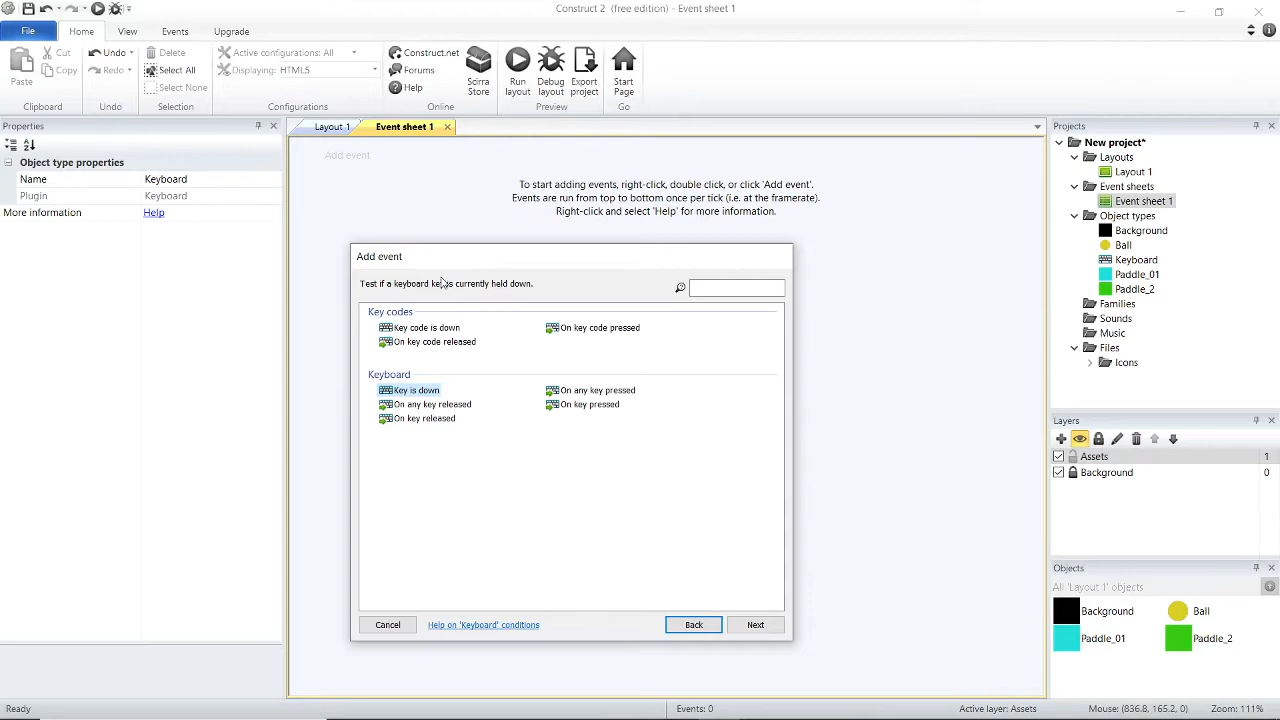 Construct 2 (free edition) - Event sheet 1
File
Home
View
Events
Upgrade
Paste
Cut
Copy
Clipboard
Undo
Redo
Undo
Delete
Select All
Select None
Selection
Active configurations: All
Displaying: HTML5
Configurations
Construct.net
Forums
Help
Scirra
Store
Online
Run
layout
Debug
layout
Export
project
Preview
Start
Page
Go
Properties
Object type properties
Name Keyboard
Plugin Keyboard
More information Help
Layout 1
Event sheet 1
Add event
To start adding events, right-click, double click, or click 'Add event'.
Events are run from top to bottom once per tick (i.e. at the framerate).
Right-click and select 'Help' for more information.
Add event
Test if a keyboard key is currently held down.
Key codes
Key code is down
On key code pressed
On key code released
Keyboard
Key is down
On any key pressed
On any key released
On key pressed
On key released
Cancel
Help on 'Keyboard' conditions
Back
Next
Projects
New project*
Layouts
Layout 1
Event sheets
Event sheet 1
Object types
Background
Ball
Keyboard
Paddle_01
Paddle_2
Families
Sounds
Music
Files
Icons
Layers
Assets 1
Background 0
Objects
All 'Layout 1' objects
Background
Ball
Paddle_01
Paddle_2
Ready
Events: 0
Active layer: Assets
Mouse: (836.8, 165.2, 0)
Zoom: 111%